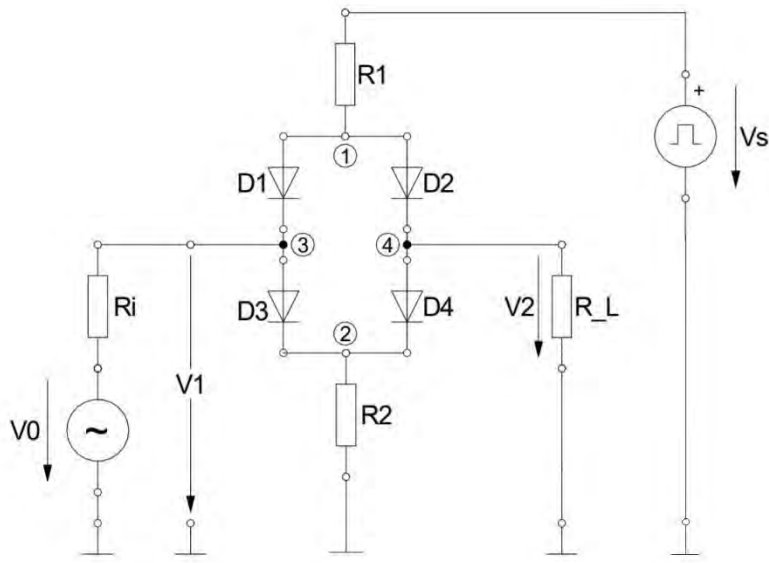 R1
+
Vs
①
D1
D2
③
④
Ri
D3
D4
V2
R_L
②
V1
R2
V0
~